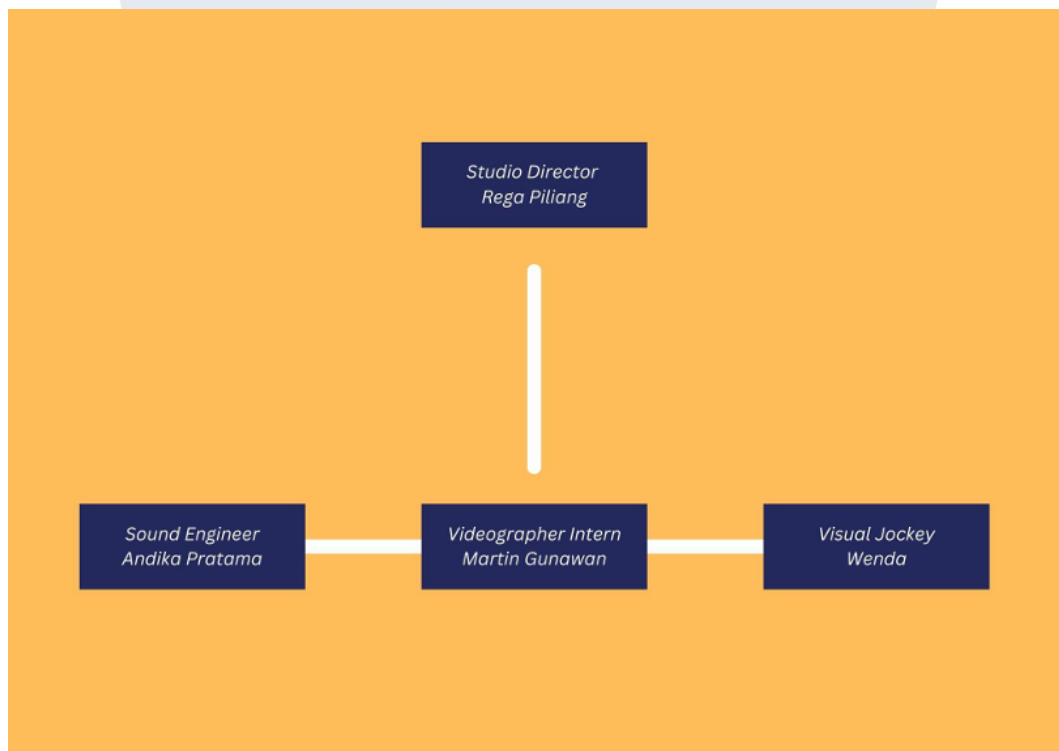 Studio Director
Rega Piliang
Sound Engineer
Andika Pratama
Videographer Intern
Martin Gunawan
Visual Jockey
Wenda